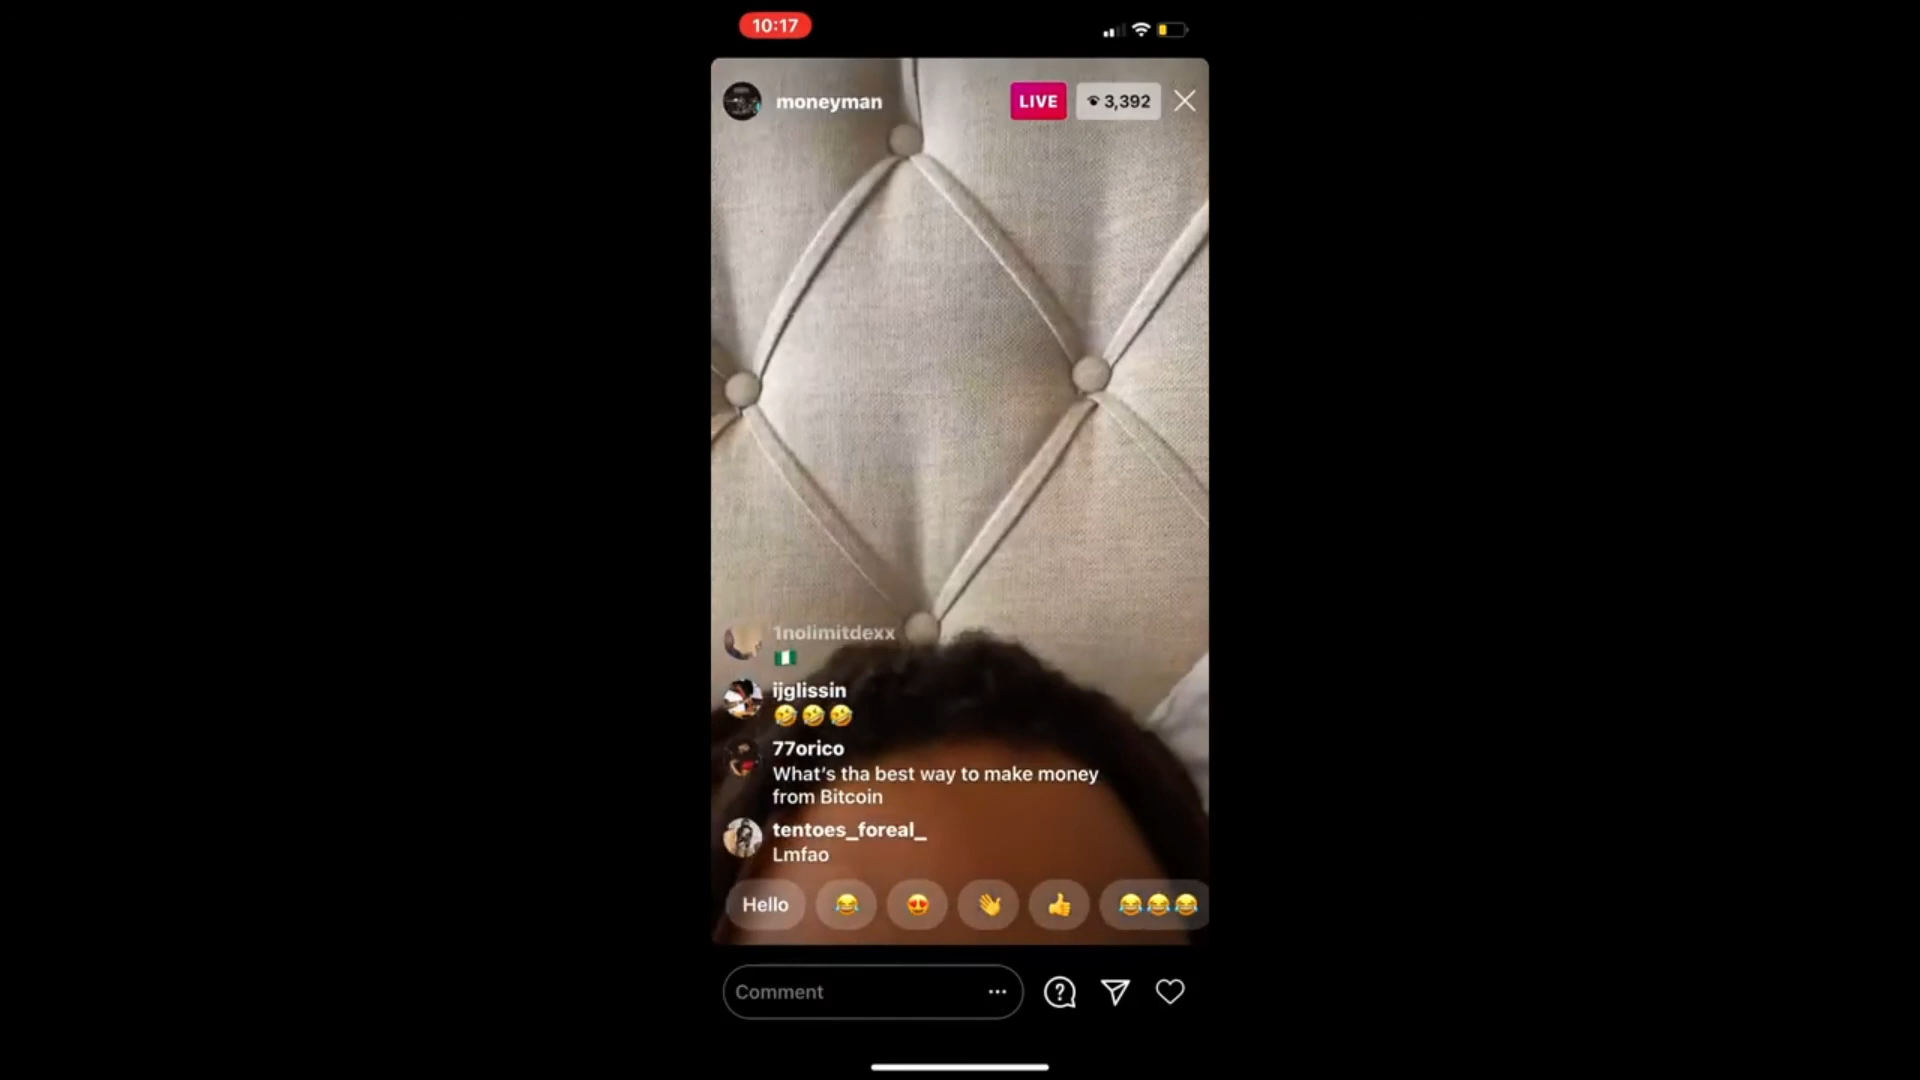 10:17
moneyman
LIVE
3,392
1nolimitdexx
🇳🇬
ijglissin
🤣🤣🤣
77orico
What's tha best way to make money
from Bitcoin
tentoes_foreal_
Lmfao
Hello 😂 😍 👋 👍 😂😂😂
Comment